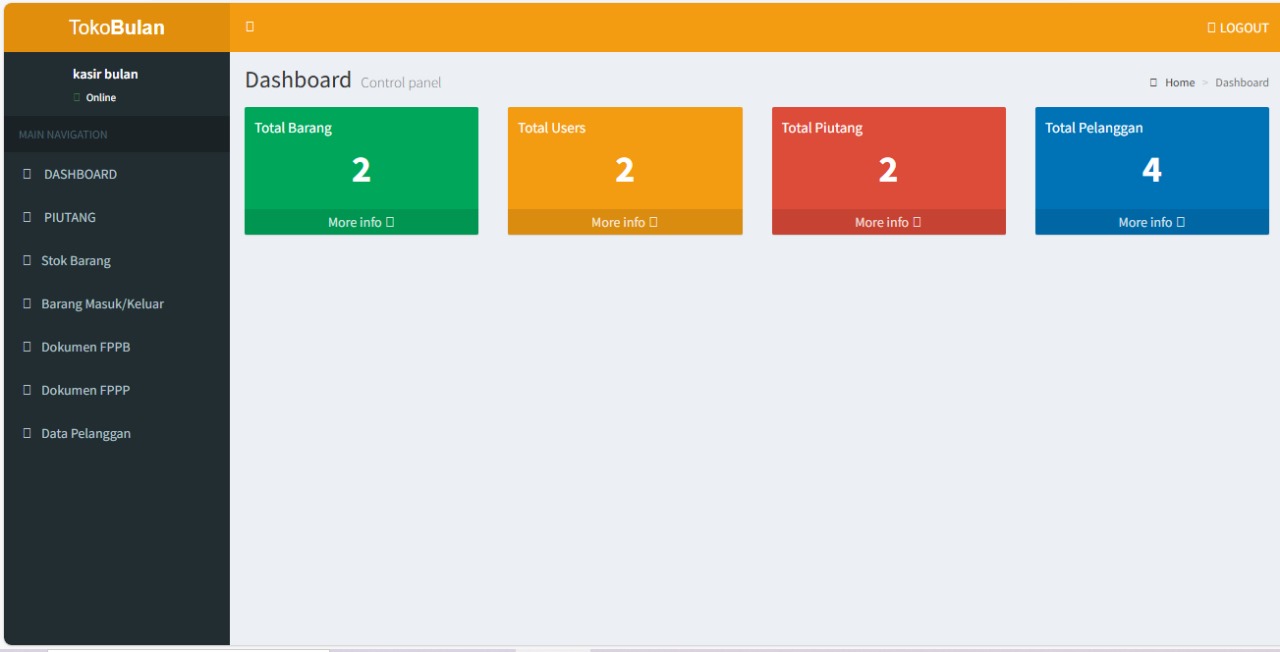 TokoBulan
LOGOUT
kasir bulan
Online
MAIN NAVIGATION
DASHBOARD
PIUTANG
Stok Barang
Barang Masuk/Keluar
Dokumen FPPB
Dokumen FPPP
Data Pelanggan
Dashboard Control panel
Home > Dashboard
Total Barang
2
More info
Total Users
2
More info
Total Piutang
2
More info
Total Pelanggan
4
More info